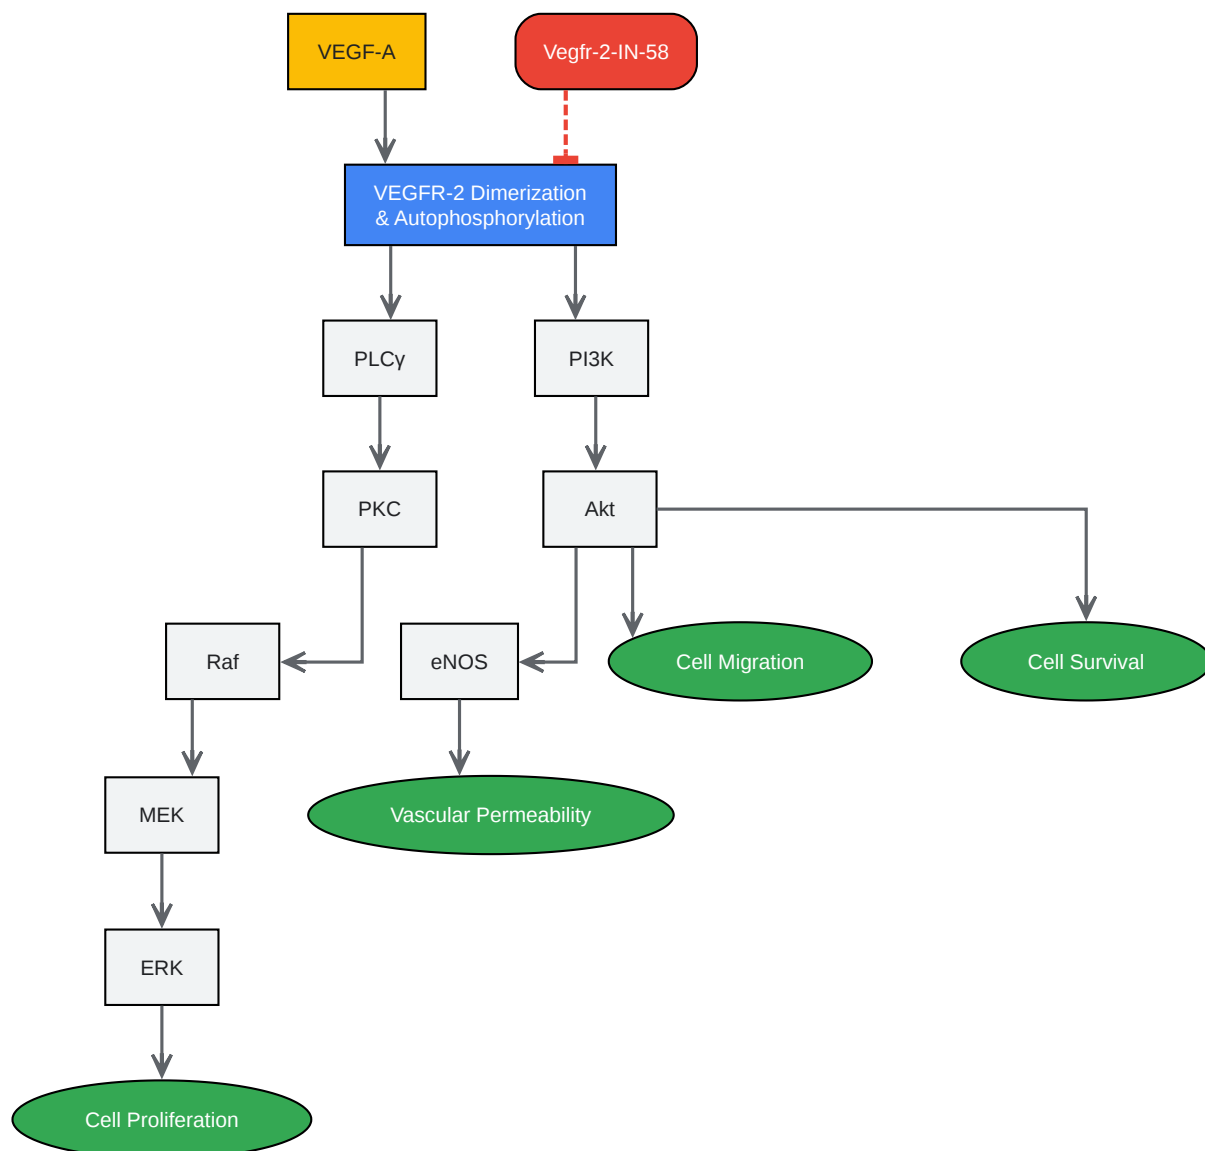 VEGF-A
Vegfr-2-IN-58
VEGFR-2 Dimerization
& Autophosphorylation
PLCγ
PI3K
PKC
Akt
Raf
eNOS
Cell Migration
Cell Survival
MEK
Vascular Permeability
ERK
Cell Proliferation